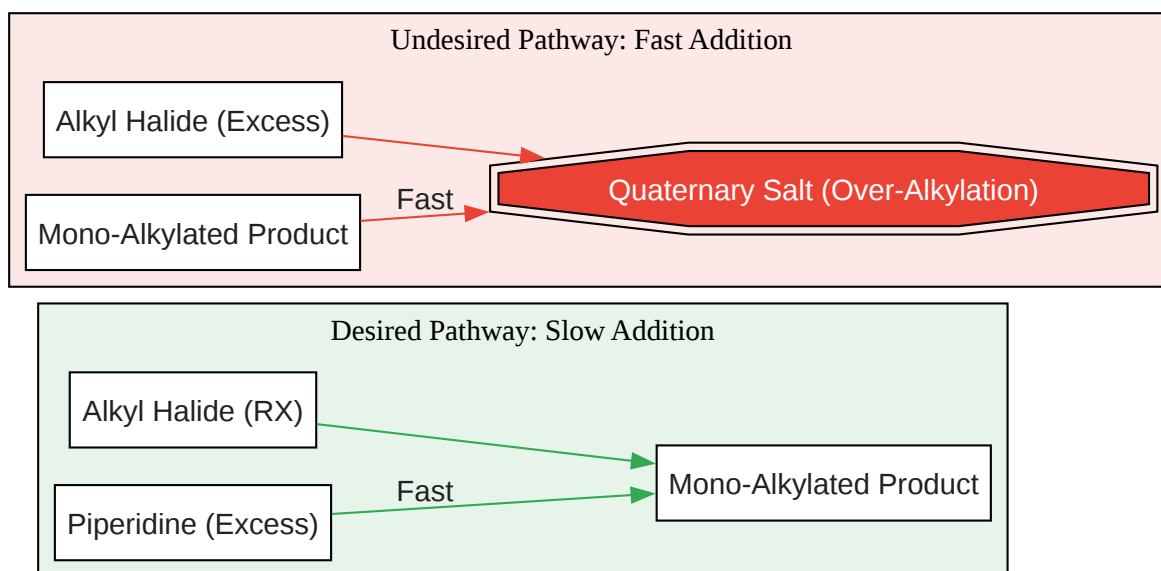 Undesired Pathway: Fast Addition
Alkyl Halide (Excess)
Mono-Alkylated Product
Fast
Quaternary Salt (Over-Alkylation)
Desired Pathway: Slow Addition
Alkyl Halide (RX)
Piperidine (Excess)
Fast
Mono-Alkylated Product